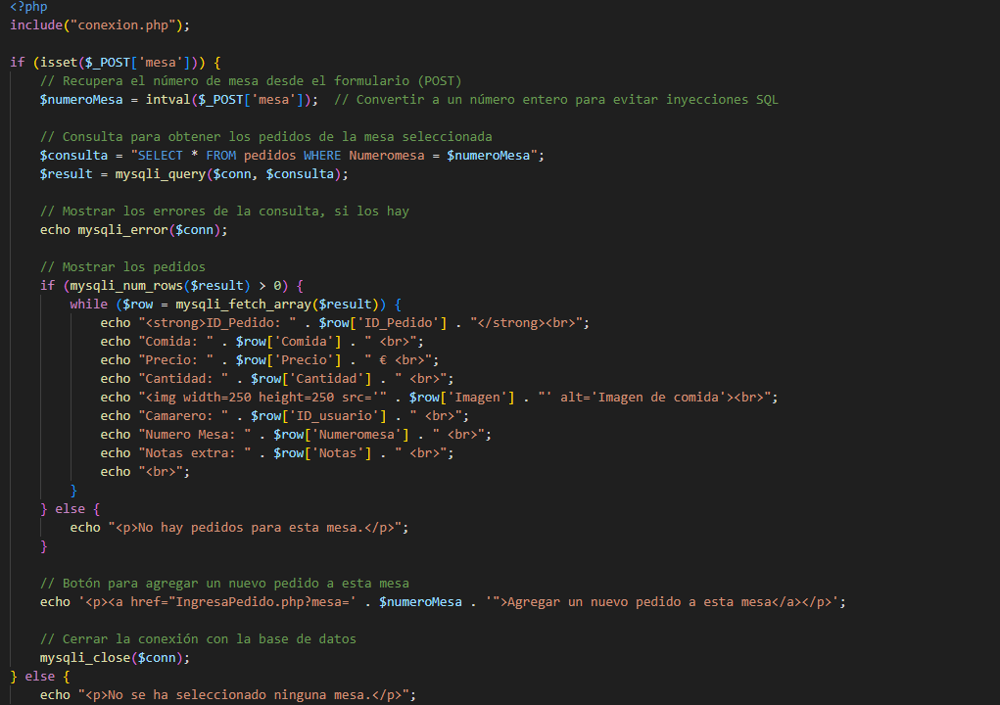 <?php
include("conexion.php");
if (isset($_POST['mesa'])) {
// Recupera el número de mesa desde el formulario (POST)
$numeroMesa = intval($_POST['mesa']);  // Convertir a un número entero para evitar inyecciones SQL
// Consulta para obtener los pedidos de la mesa seleccionada
$consulta = "SELECT * FROM pedidos WHERE Numeromesa = $numeroMesa";
$result = mysqli_query($conn, $consulta);
// Mostrar los errores de la consulta, si los hay
echo mysqli_error($conn);
// Mostrar los pedidos
if (mysqli_num_rows($result) > 0) {
while ($row = mysqli_fetch_array($result)) {
echo "<strong>ID_Pedido: " . $row['ID_Pedido'] . "</strong><br>";
echo "Comida: " . $row['Comida'] . " <br>";
echo "Precio: " . $row['Precio'] . " € <br>";
echo "Cantidad: " . $row['Cantidad'] . " <br>";
echo "<img width=250 height=250 src='" . $row['Imagen'] . "' alt='Imagen de comida'><br>";
echo "Camarero: " . $row['ID_usuario'] . " <br>";
echo "Numero Mesa: " . $row['Numeromesa'] . " <br>";
echo "Notas extra: " . $row['Notas'] . " <br>";
echo "<br>";
}
} else {
echo "<p>No hay pedidos para esta mesa.</p>";
}
// Botón para agregar un nuevo pedido a esta mesa
echo '<p><a href="IngresaPedido.php?mesa=' . $numeroMesa . '">Agregar un nuevo pedido a esta mesa</a></p>';
// Cerrar la conexión con la base de datos
mysqli_close($conn);
} else {
echo "<p>No se ha seleccionado ninguna mesa.</p>";